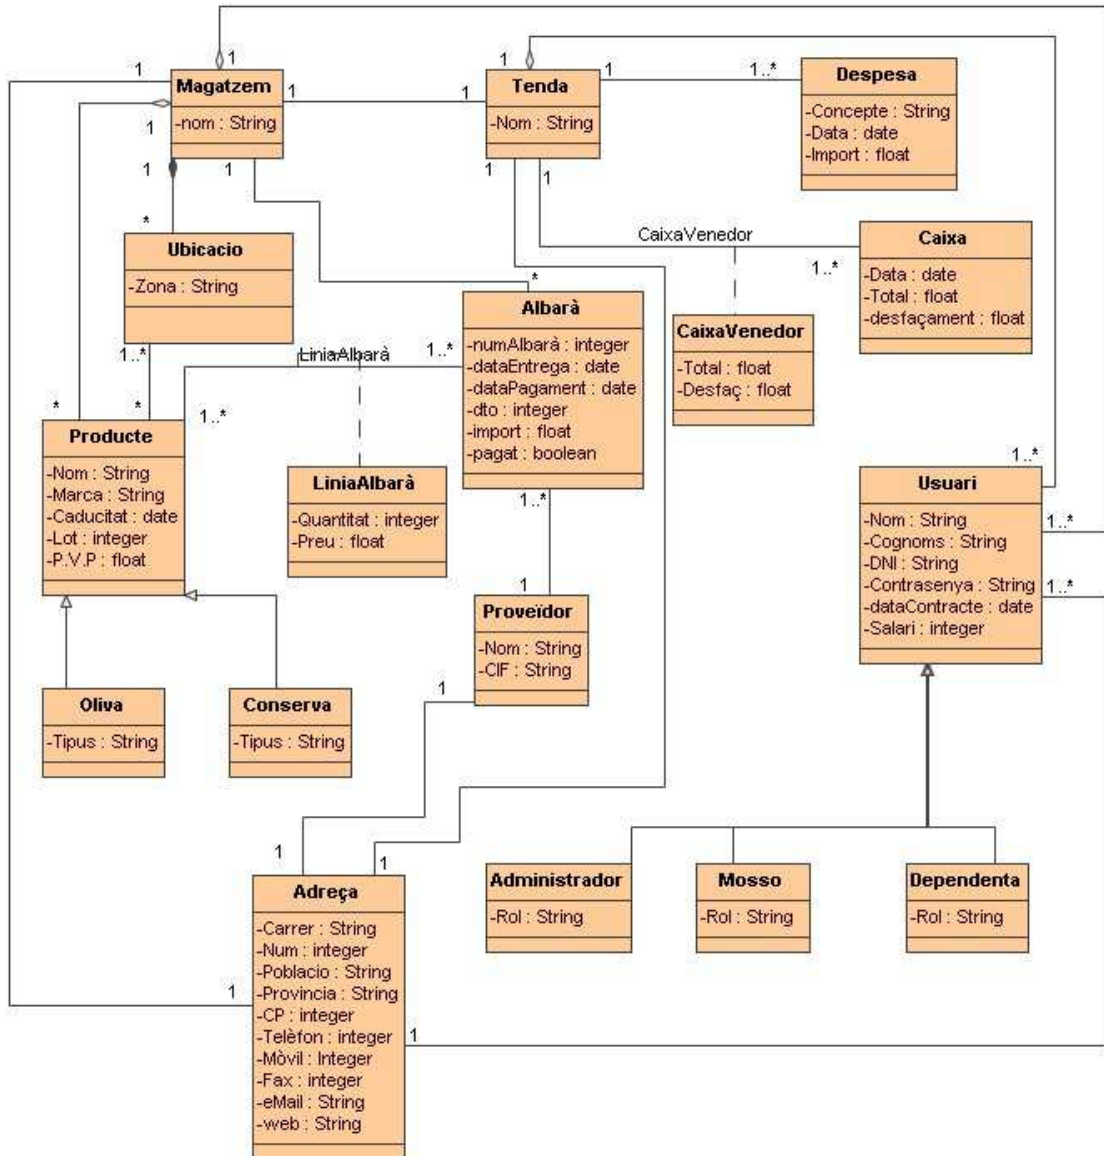 1
1
1
1..*
Despesa
-Concepte : String
-Data : date
-Import : float
1
Magatzem
-nom : String
1
1
Tenda
-Nom : String
*
1
1
1
1
1
*
Ubicacio
-Zona : String
CaixaVenedor
1..*
Caixa
-Data : date
-Total : float
-desfaçament : float
*
Albarà
-numAlbarà : integer
-dataEntrega : date
-dataPagament : date
-dto : integer
-import : float
-pagat : boolean
CaixaVenedor
-Total : float
-Desfaç : float
1..*
LiniaAlbarà
1..*
*
*
1..*
Producte
-Nom : String
-Marca : String
-Caducitat : date
-Lot : integer
-P.V.P : float
LiniaAlbarà
-Quantitat : integer
-Preu : float
1..*
1..*
Usuari
-Nom : String
-Cognoms : String
-DNI : String
-Contrasenya : String
-dataContracte : date
-Salari : integer
1..*
1..*
1
Proveïdor
-Nom : String
-CIF : String
1
Oliva
-Tipus : String
Conserva
-Tipus : String
1
1
Administrador
-Rol : String
Mosso
-Rol : String
Dependenta
-Rol : String
Adreça
-Carrer : String
-Num : integer
-Poblacio : String
-Provincia : String
-CP : integer
-Telèfon : integer
-Mòvil : Integer
-Fax : integer
-eMail : String
-web : String
1
1